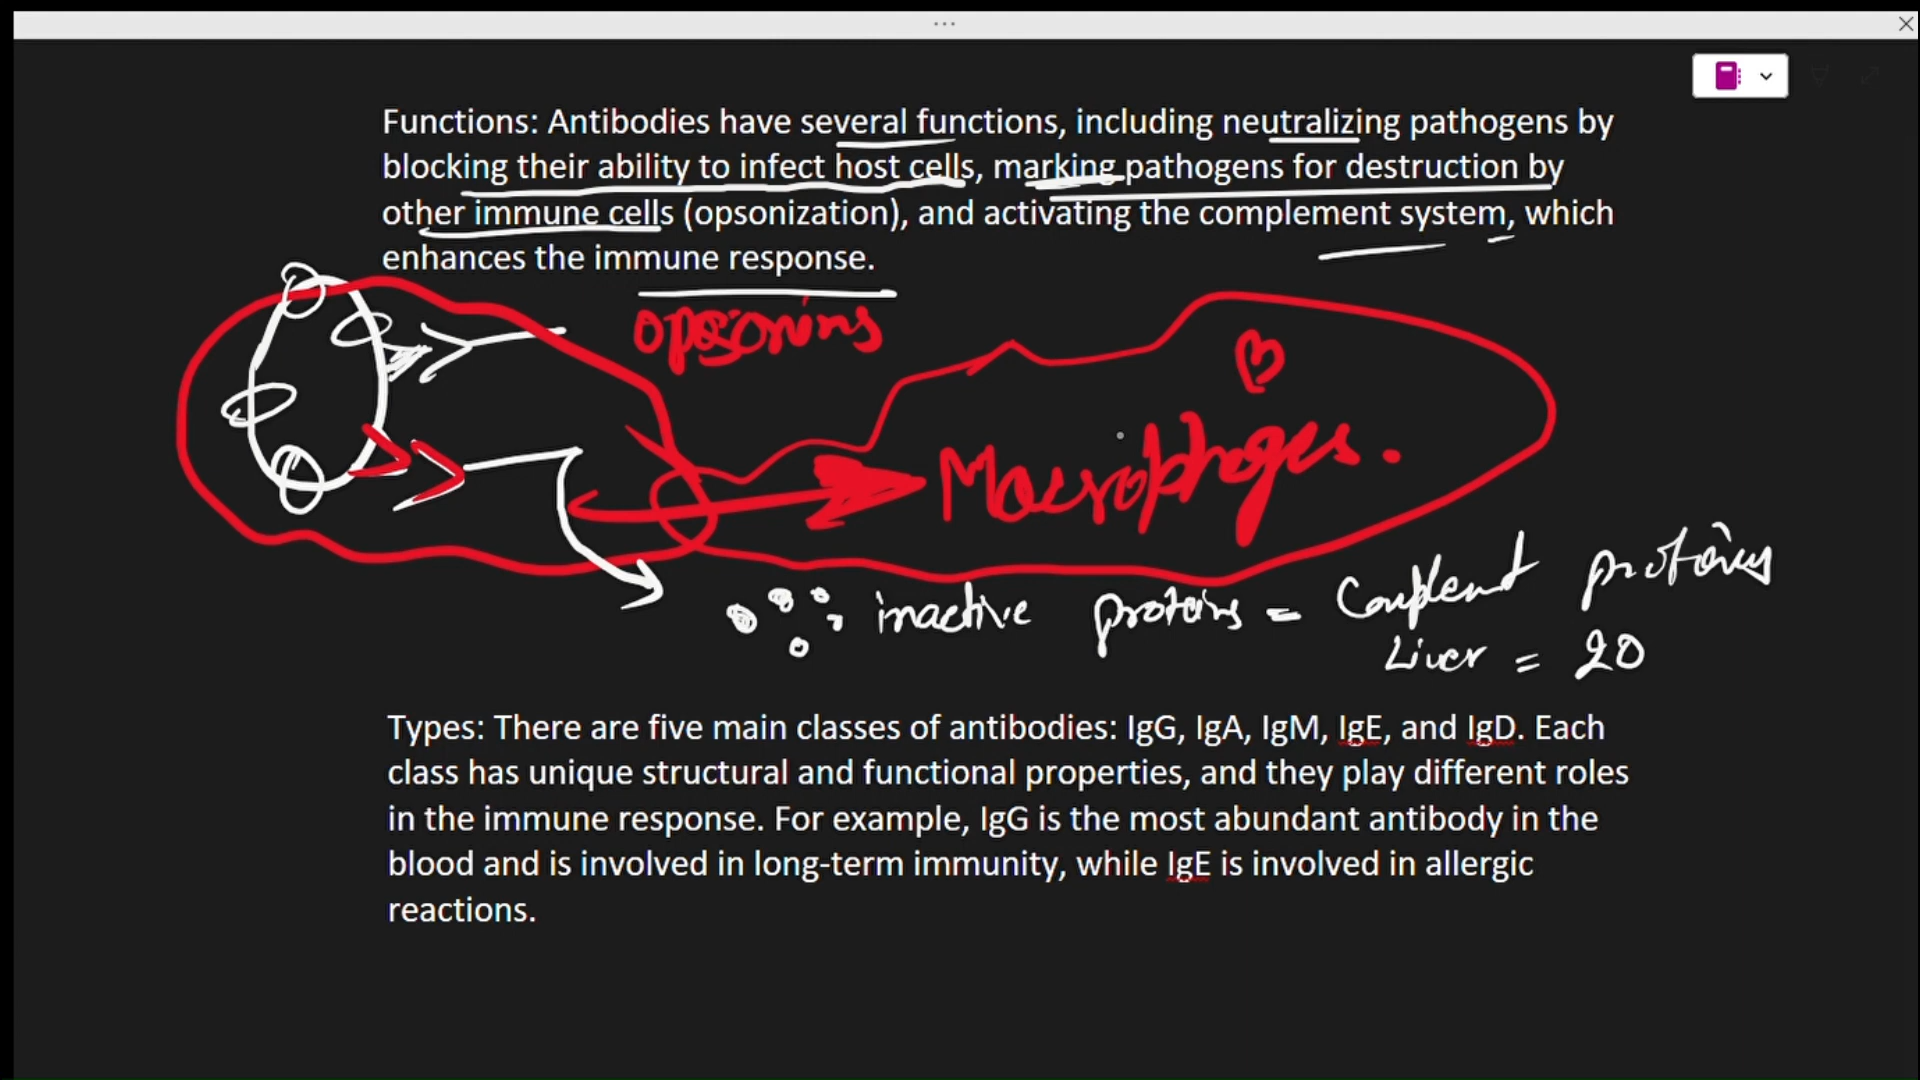 Functions: Antibodies have several functions, including neutralizing pathogens by
blocking their ability to infect host cells, marking pathogens for destruction by
other immune cells (opsonization), and activating the complement system, which
enhances the immune response.
opsonins
Macrophages.
inactive proteins = Complement proteins
Liver = 20
Types: There are five main classes of antibodies: IgG, IgA, IgM, IgE, and IgD. Each
class has unique structural and functional properties, and they play different roles
in the immune response. For example, IgG is the most abundant antibody in the
blood and is involved in long-term immunity, while IgE is involved in allergic
reactions.